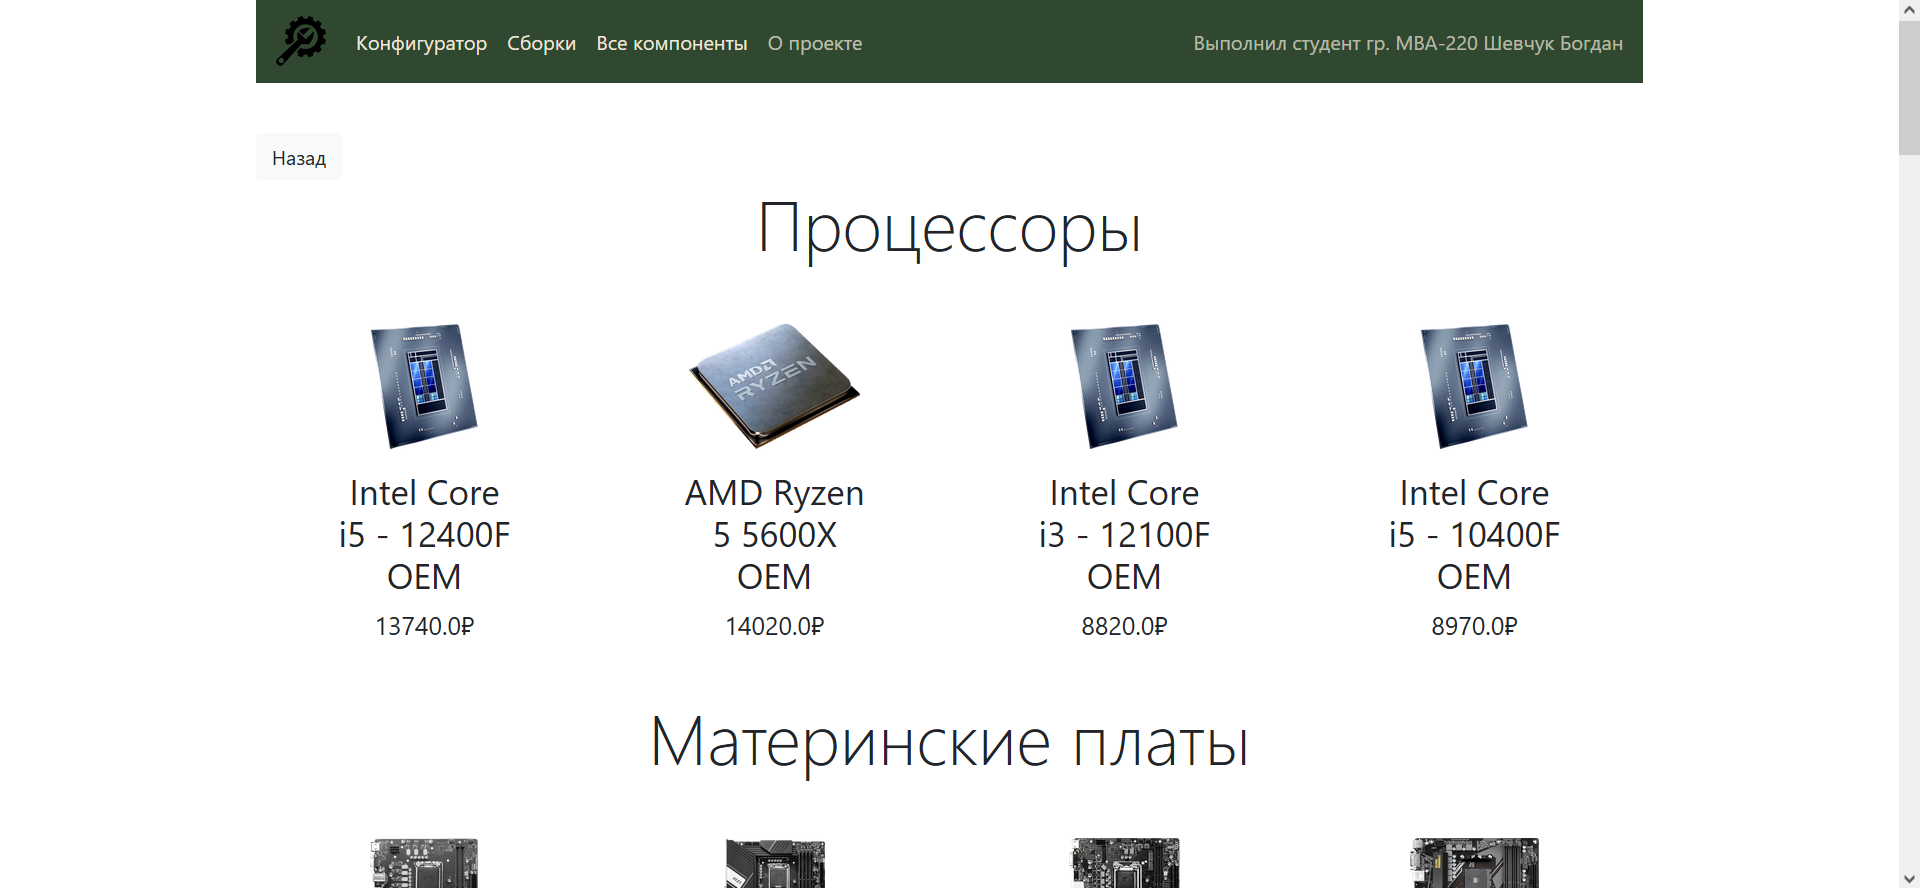 Конфигуратор Сборки Все компоненты О проекте Выполнил студент гр. МВА-220 Шевчук Богдан
Назад
Процессоры
AMD
RYZEN
Intel Core
i5 - 12400F
OEM
13740.0₽
AMD Ryzen
5 5600X
OEM
14020.0₽
Intel Core
i3 - 12100F
OEM
8820.0₽
Intel Core
i5 - 10400F
OEM
8970.0₽
Материнские платы